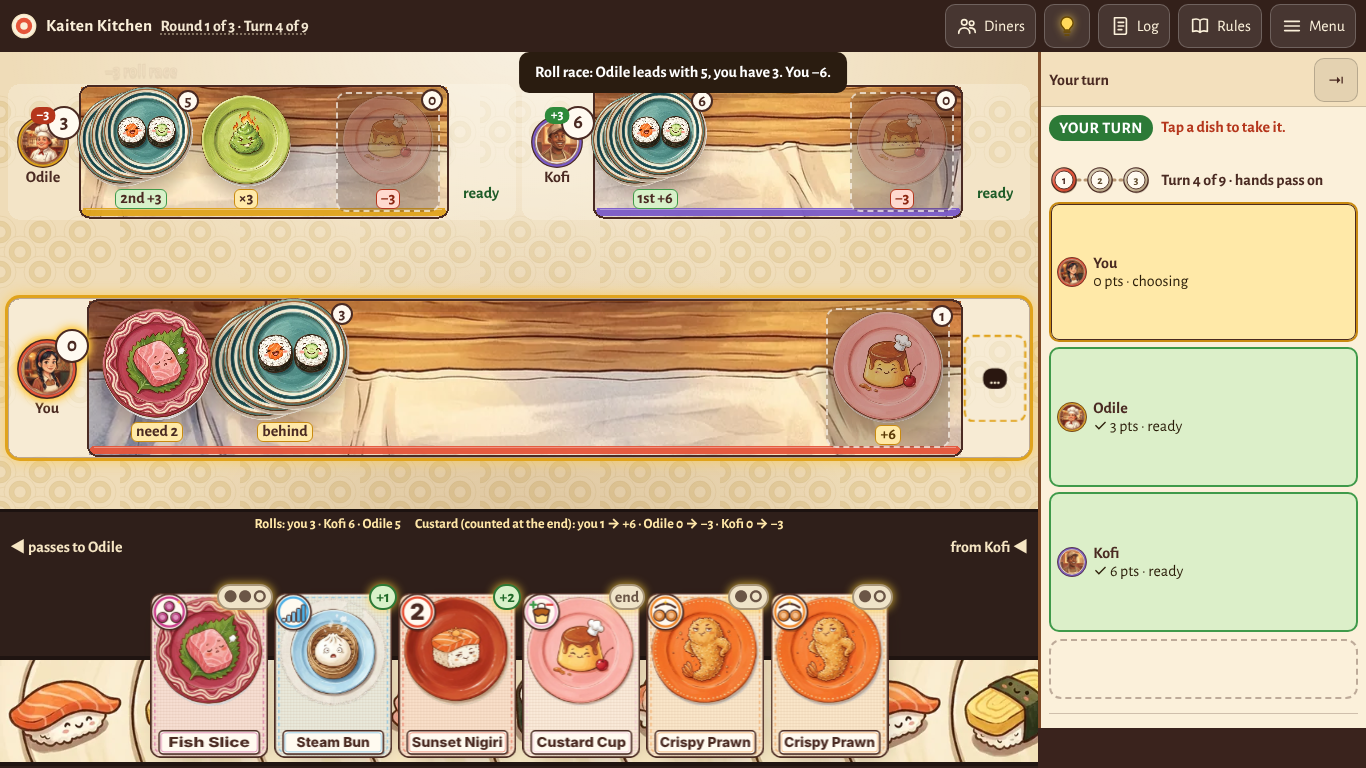 Kaiten Kitchen Round 1 of 3 · Turn 4 of 9
Diners
Log
Rules
Menu
−3 roll race
Roll race: Odile leads with 5, you have 3. You −6.
−3
3
Odile
5
2nd +3
×3
0
−3
ready
+3
6
Kofi
6
1st +6
0
−3
ready
0
You
need 2
3
behind
1
+6
...
Rolls: you 3 · Kofi 6 · Odile 5 Custard (counted at the end): you 1 → +6 · Odile 0 → −3 · Kofi 0 → −3
◀ passes to Odile
from Kofi ◀
Fish Slice
+1
Steam Bun
2
+2
Sunset Nigiri
end
Custard Cup
Crispy Prawn
Crispy Prawn
Your turn
YOUR TURN Tap a dish to take it.
1 2 3 Turn 4 of 9 · hands pass on
You
0 pts · choosing
Odile
✓ 3 pts · ready
Kofi
✓ 6 pts · ready